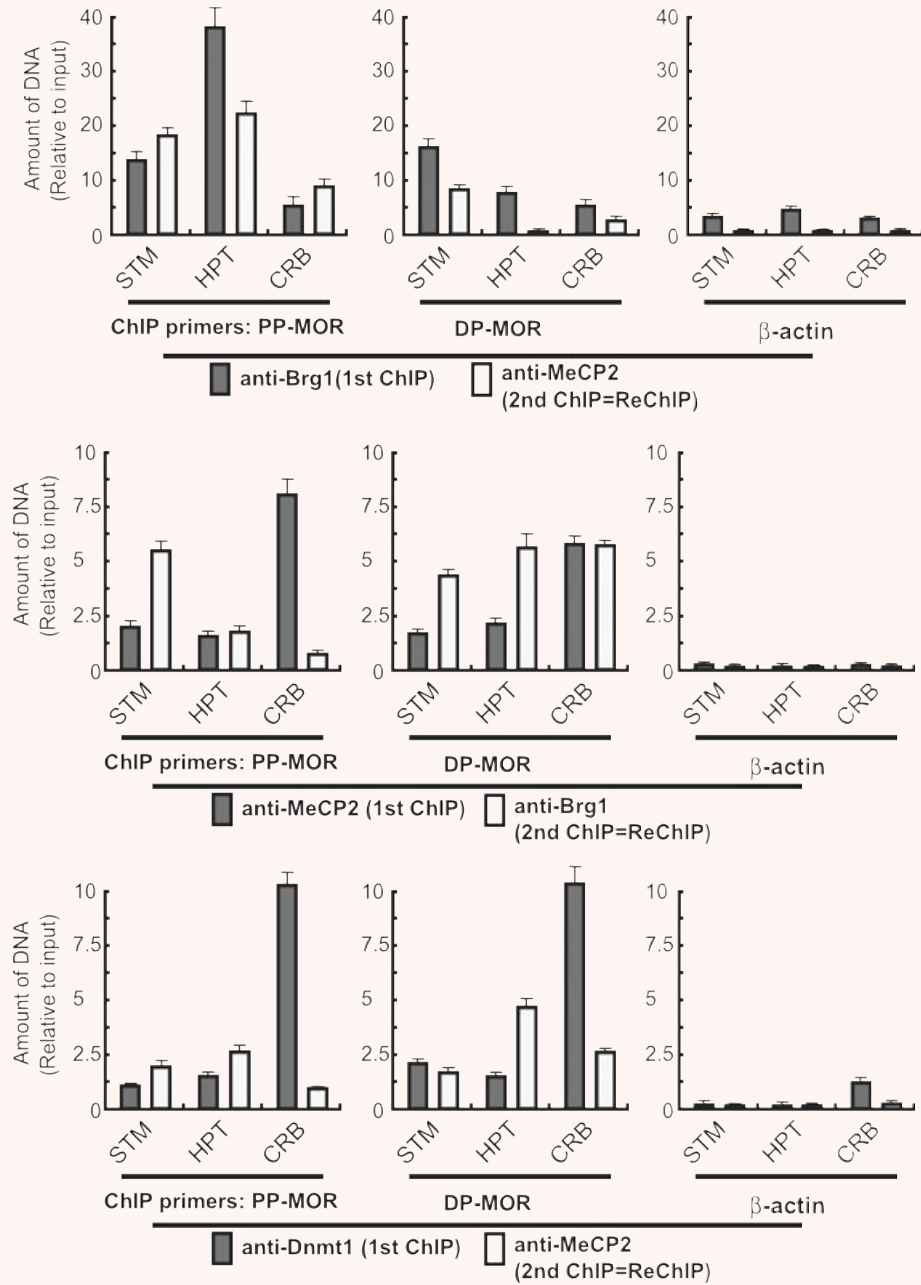 Amount of DNA
(Relative to input)
40
30
20
10
0
40
30
20
10
0
40
30
20
10
0
STM HPT CRB
STM HPT CRB
STM HPT CRB
ChIP primers: PP-MOR
DP-MOR
β-actin
anti-Brg1(1st ChIP)
anti-MeCP2
(2nd ChIP=ReChIP)
Amount of DNA
(Relative to input)
10
7.5
5
2.5
0
10
7.5
5
2.5
0
10
7.5
5
2.5
0
STM HPT CRB
STM HPT CRB
STM HPT CRB
ChIP primers: PP-MOR
DP-MOR
β-actin
anti-MeCP2 (1st ChIP)
anti-Brg1
(2nd ChIP=ReChIP)
Amount of DNA
(Relative to input)
10
7.5
5
2.5
0
10
7.5
5
2.5
0
10
7.5
5
2.5
0
STM HPT CRB
STM HPT CRB
STM HPT CRB
ChIP primers: PP-MOR
DP-MOR
β-actin
anti-Dnmt1 (1st ChIP)
anti-MeCP2
(2nd ChIP=ReChIP)